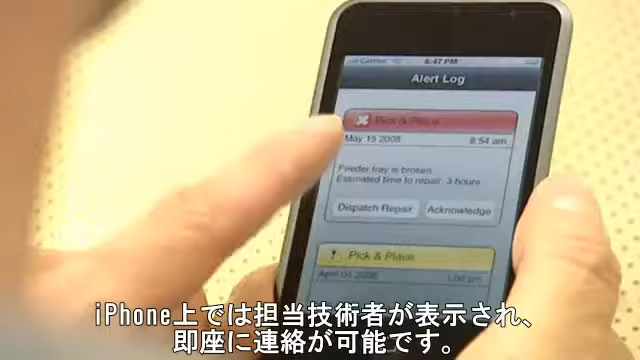 Carrier 6:47 PM
Alert Log
Pick & Place
May 15 2008 8:54 am
Feeder tray is broken.
Estimated time to repair: 3 hours
Dispatch Repair Acknowledge
Pick & Place
April 03 2008
iPhone上では担当技術者が表示され、
即座に連絡が可能です。